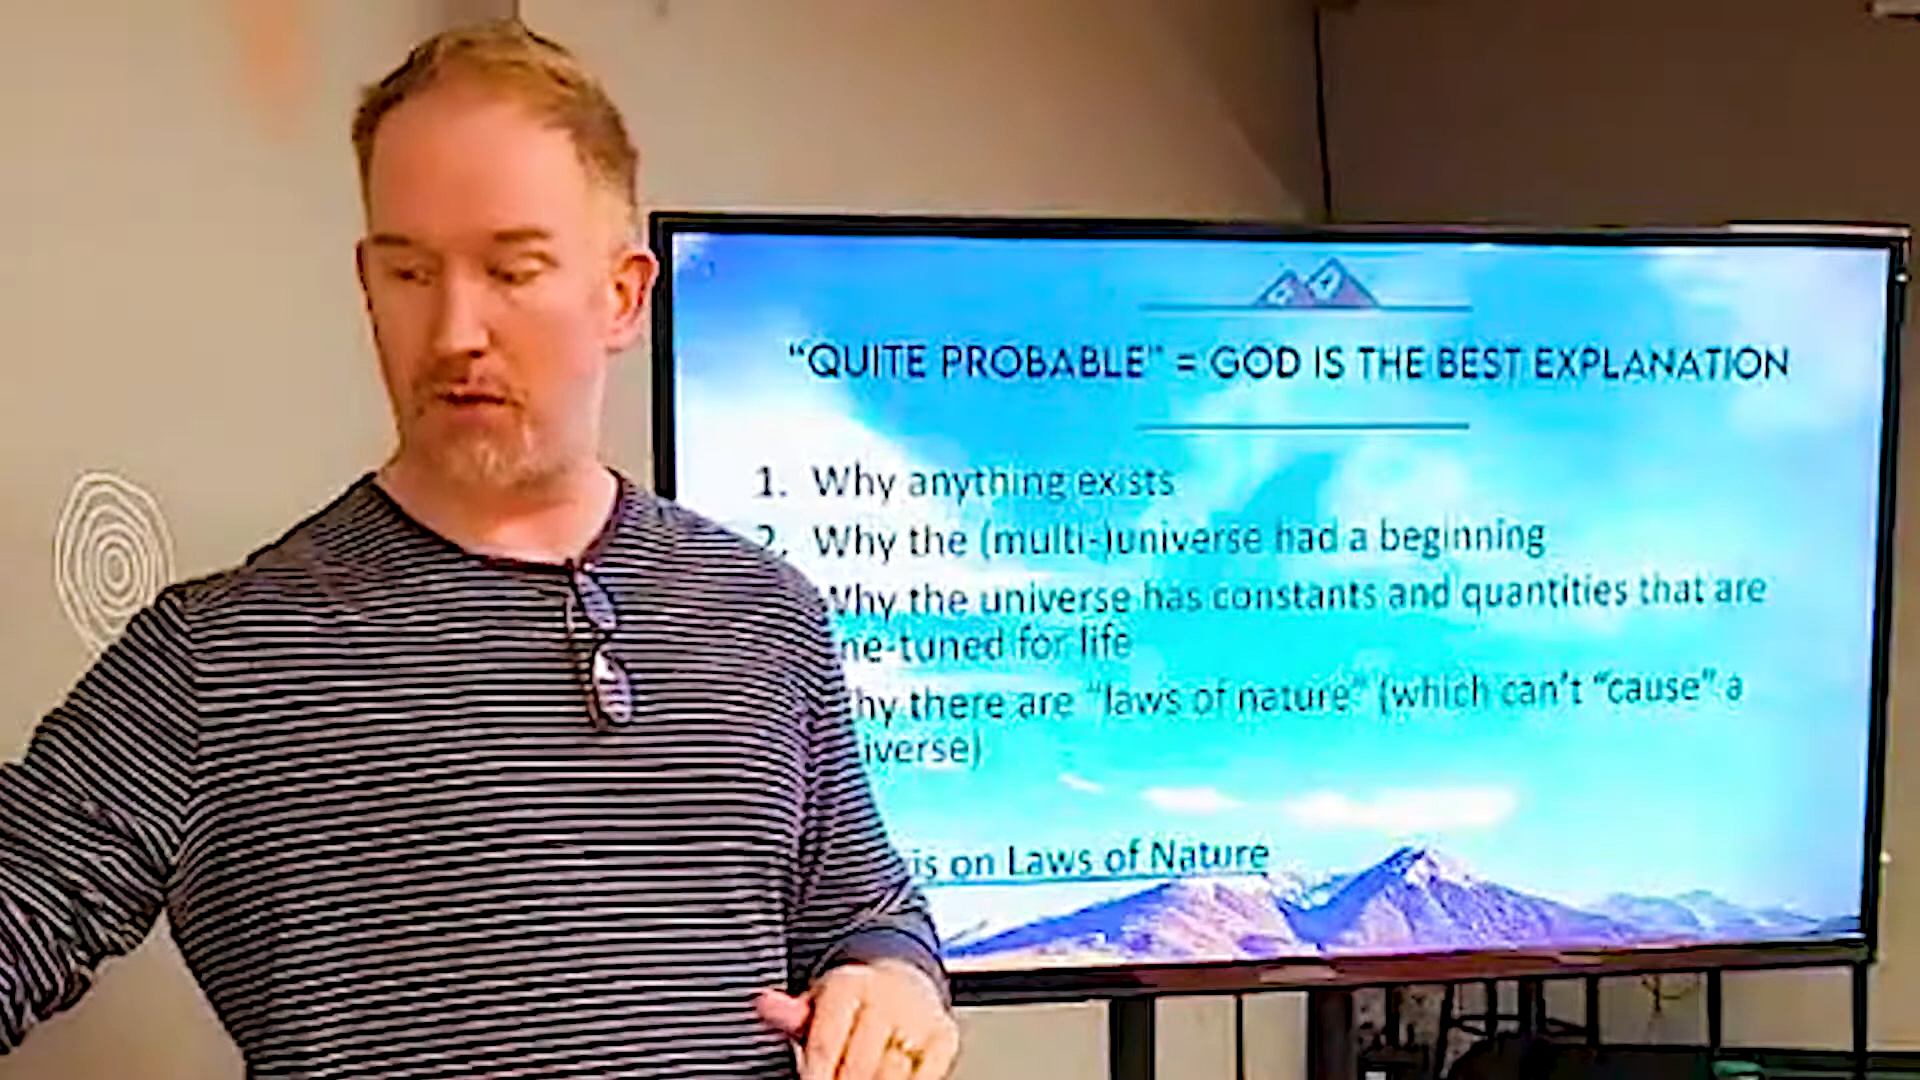 “QUITE PROBABLE” = GOD IS THE BEST EXPLANATION
1. Why anything exists
2. Why the (multi-)universe had a beginning
Why the universe has constants and quantities that are
ne-tuned for life
hy there are “laws of nature” (which can’t “cause” a
iverse)
is on Laws of Nature